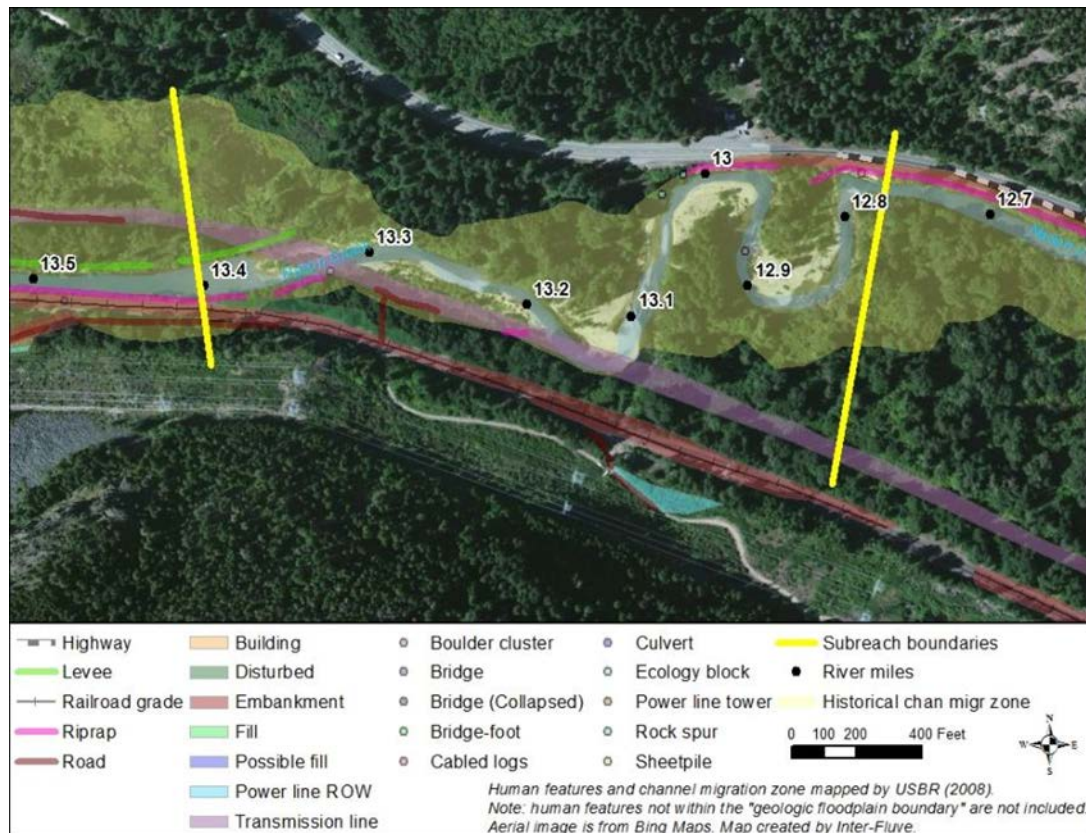 13
12.8
12.7
13.3
13.5
13.4
12.9
13.2
13.1
Highway
Levee
Railroad grade
Riprap
Road
Building
Disturbed
Embankment
Fill
Possible fill
Power line ROW
Transmission line
Boulder cluster
Bridge
Bridge (Collapsed)
Bridge-foot
Cabled logs
Culvert
Ecology block
Power line tower
Rock spur
Sheetpile
Subreach boundaries
River miles
Historical chan migr zone
0 100 200 400 Feet
N
W E
S
Human features and channel migration zone mapped by USBR (2008).
Note: human features not within the "geologic floodplain boundary" are not included.
Aerial image is from Bing Maps. Map created by Inter-Fluve.